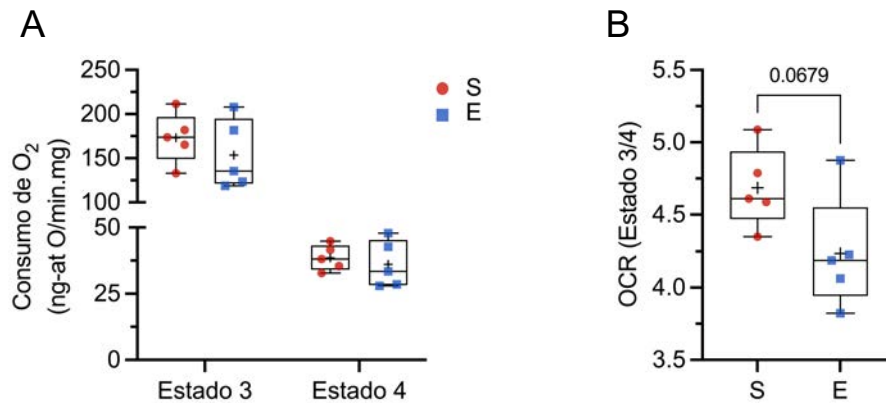 A
Consumo de O2
(ng-at O/min.mg)
250
200
150
100
50
25
0
Estado 3
Estado 4
S
E
B
OCR (Estado 3/4)
5.5
5.0
4.5
4.0
3.5
0.0679
S
E